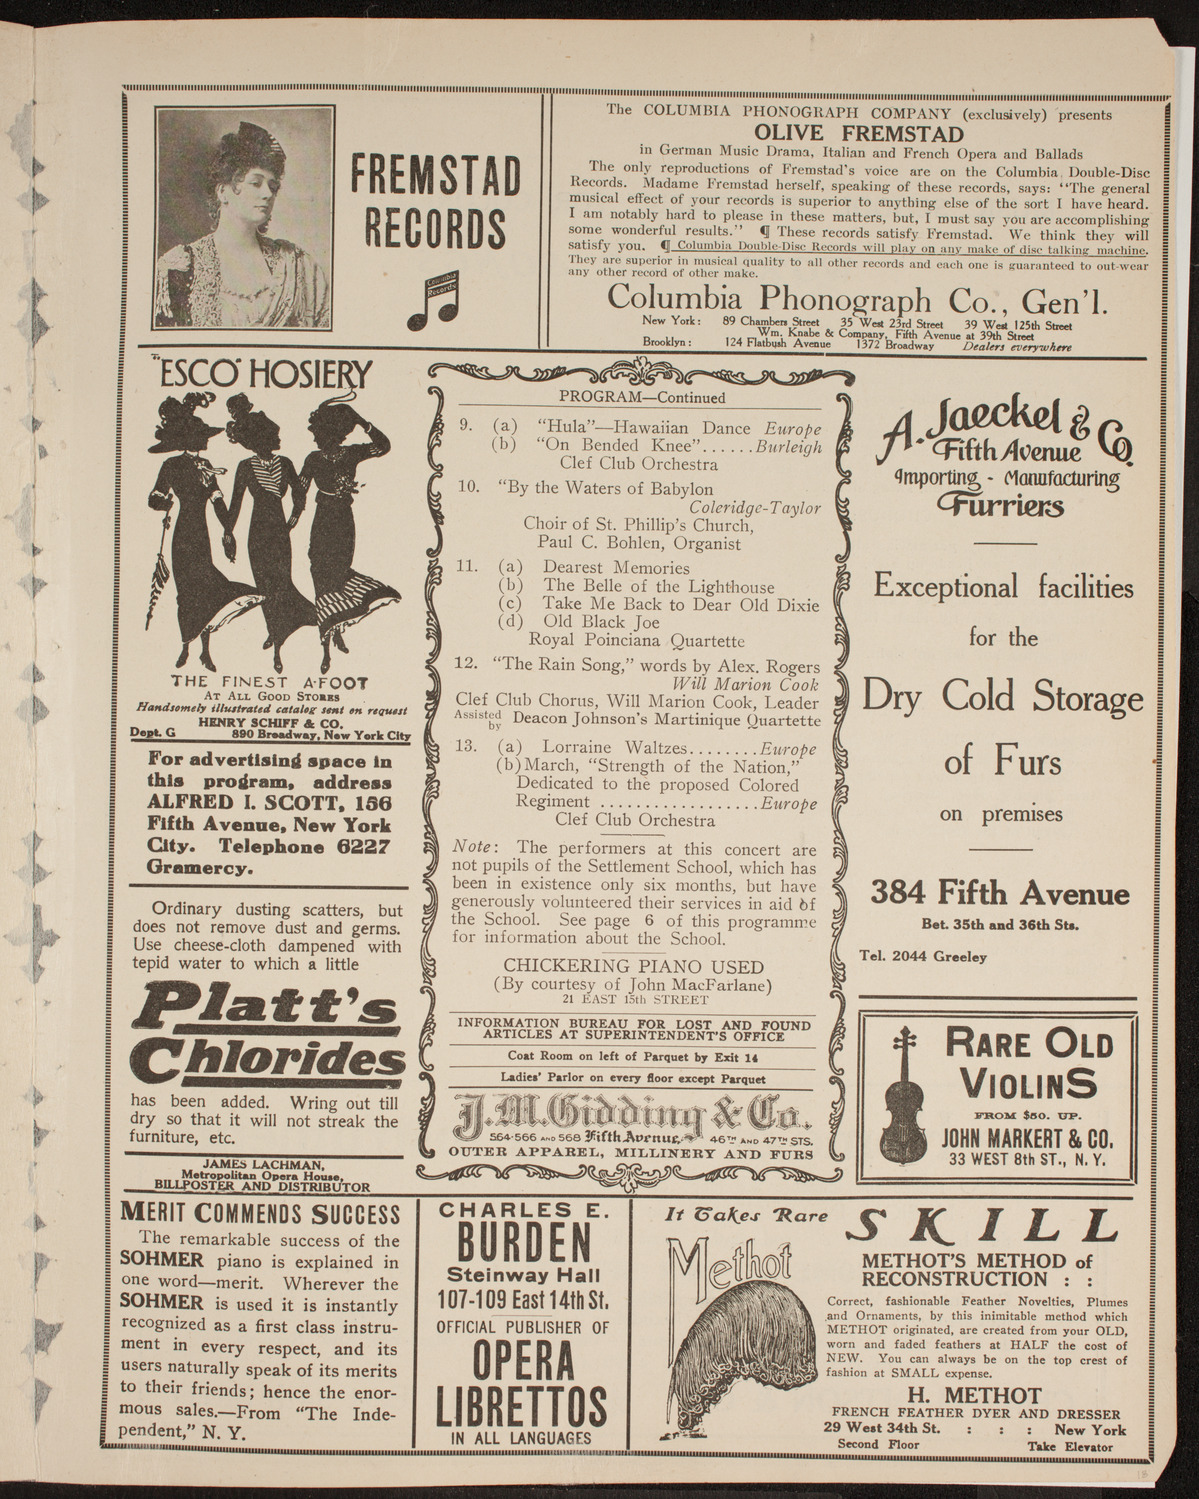 FREMSTAD
RECORDS
Columbia
Records
The COLUMBIA PHONOGRAPH COMPANY (exclusively) presents
OLIVE FREMSTAD
in German Music Drama, Italian and French Opera and Ballads
The only reproductions of Fremstad's voice are on the Columbia Double-Disc
Records. Madame Fremstad herself, speaking of these records, says: "The general
musical effect of your records is superior to anything else of the sort I have heard.
I am notably hard to please in these matters, but, I must say you are accomplishing
some wonderful results." ¶ These records satisfy Fremstad. We think they will
satisfy you. ¶ Columbia Double-Disc Records will play on any make of disc talking machine.
They are superior in musical quality to all other records and each one is guaranteed to out-wear
any other record of other make.
Columbia Phonograph Co., Gen'l.
New York: 89 Chambers Street 35 West 23rd Street 39 West 125th Street
Wm. Knabe & Company, Fifth Avenue at 39th Street
Brooklyn: 124 Flatbush Avenue 1372 Broadway Dealers everywhere
"ESCO" HOSIERY
THE FINEST A-FOOT
AT ALL GOOD STORES
Handsomely illustrated catalog sent on request
HENRY SCHIFF & CO.
Dept. G 890 Broadway, New York City
For advertising space in
this program, address
ALFRED I. SCOTT, 156
Fifth Avenue, New York
City. Telephone 6227
Gramercy.
Ordinary dusting scatters, but
does not remove dust and germs.
Use cheese-cloth dampened with
tepid water to which a little
Platt's
Chlorides
has been added. Wring out till
dry so that it will not streak the
furniture, etc.
JAMES LACHMAN,
Metropolitan Opera House,
BILLPOSTER AND DISTRIBUTOR
PROGRAM—Continued
9. (a) "Hula"—Hawaiian Dance Europe
(b) "On Bended Knee"......Burleigh
Clef Club Orchestra
10. "By the Waters of Babylon
Coleridge-Taylor
Choir of St. Phillip's Church,
Paul C. Bohlen, Organist
11. (a) Dearest Memories
(b) The Belle of the Lighthouse
(c) Take Me Back to Dear Old Dixie
(d) Old Black Joe
Royal Poinciana Quartette
12. "The Rain Song," words by Alex. Rogers
Will Marion Cook
Clef Club Chorus, Will Marion Cook, Leader
Assisted by Deacon Johnson's Martinique Quartette
13. (a) Lorraine Waltzes........Europe
(b) March, "Strength of the Nation,"
Dedicated to the proposed Colored
Regiment ..................Europe
Clef Club Orchestra
Note: The performers at this concert are
not pupils of the Settlement School, which has
been in existence only six months, but have
generously volunteered their services in aid of
the School. See page 6 of this programme
for information about the School.
CHICKERING PIANO USED
(By courtesy of John MacFarlane)
21 EAST 15th STREET
INFORMATION BUREAU FOR LOST AND FOUND
ARTICLES AT SUPERINTENDENT'S OFFICE
Coat Room on left of Parquet by Exit 14
Ladies' Parlor on every floor except Parquet
J.M. Gidding & Co.
564-566 AND 568 Fifth Avenue. 46TH AND 47TH STS.
OUTER APPAREL, MILLINERY AND FURS
A. Jaeckel & Co.
Fifth Avenue
Importing - Manufacturing
Furriers
Exceptional facilities
for the
Dry Cold Storage
of Furs
on premises
384 Fifth Avenue
Bet. 35th and 36th Sts.
Tel. 2044 Greeley
RARE OLD
VIOLINS
FROM $50. UP.
JOHN MARKERT & CO.
33 WEST 8th ST., N. Y.
MERIT COMMENDS SUCCESS
The remarkable success of the
SOHMER piano is explained in
one word—merit. Wherever the
SOHMER is used it is instantly
recognized as a first class instru-
ment in every respect, and its
users naturally speak of its merits
to their friends; hence the enor-
mous sales.—From "The Inde-
pendent," N. Y.
CHARLES E.
BURDEN
Steinway Hall
107-109 East 14th St.
OFFICIAL PUBLISHER OF
OPERA
LIBRETTOS
IN ALL LANGUAGES
It Takes Rare SKILL
Methot
METHOT'S METHOD of
RECONSTRUCTION : :
Correct, fashionable Feather Novelties, Plumes
and Ornaments, by this inimitable method which
METHOT originated, are created from your OLD,
worn and faded feathers at HALF the cost of
NEW. You can always be on the top crest of
fashion at SMALL expense.
H. METHOT
FRENCH FEATHER DYER AND DRESSER
29 West 34th St. : : : New York
Second Floor Take Elevator